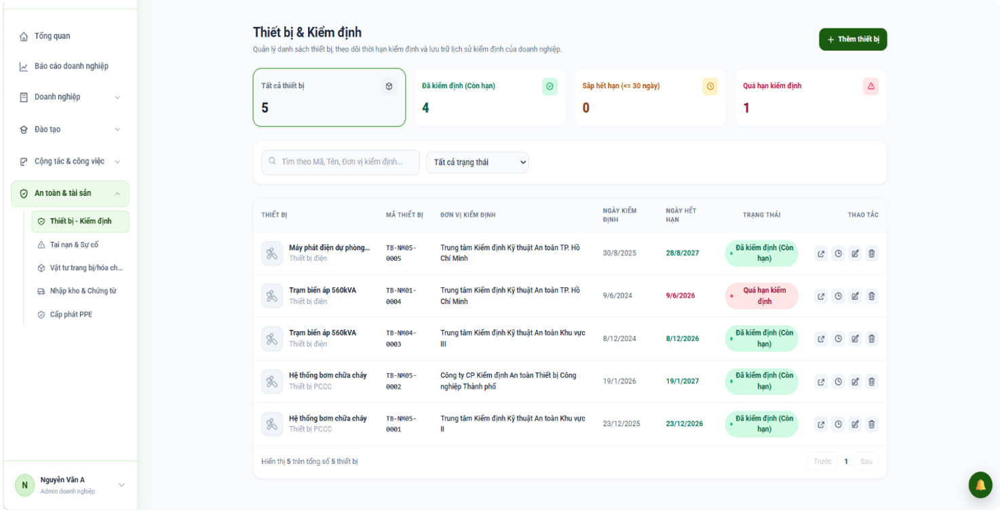 Tổng quan
Báo cáo doanh nghiệp
Doanh nghiệp
Đào tạo
Cộng tác & công việc
An toàn & tài sản
Thiết bị - Kiểm định
Tai nạn & Sự cố
Vật tư trang bị/hóa ch...
Nhập kho & Chứng từ
Cấp phát PPE
N
Nguyễn Văn A
Admin doanh nghiệp
Thiết bị & Kiểm định
Quản lý danh sách thiết bị, theo dõi thời hạn kiểm định và lưu trữ lịch sử kiểm định của doanh nghiệp.
+ Thêm thiết bị
Tất cả thiết bị
5
Đã kiểm định (Còn hạn)
4
Sắp hết hạn (<= 30 ngày)
0
Quá hạn kiểm định
1
Tìm theo Mã, Tên, Đơn vị kiểm định...
Tất cả trạng thái
THIẾT BỊ MÃ THIẾT BỊ ĐƠN VỊ KIỂM ĐỊNH NGÀY KIỂM NGÀY HẾT TRẠNG THÁI THAO TÁC
ĐỊNH HẠN
Máy phát điện dự phòng... TB-NM05- Trung tâm Kiểm định Kỹ thuật An toàn TP. Hồ 30/8/2025 28/8/2027 Đã kiểm định (Còn
Thiết bị điện 0005 Chí Minh hạn)
Trạm biến áp 560kVA TB-NM01- Trung tâm Kiểm định Kỹ thuật An toàn TP. Hồ 9/6/2024 9/6/2026 Quá hạn kiểm
Thiết bị điện 0004 Chí Minh định
Trạm biến áp 560kVA TB-NM04- Trung tâm Kiểm định Kỹ thuật An toàn Khu vực 8/12/2024 8/12/2026 Đã kiểm định (Còn
Thiết bị điện 0003 III hạn)
Hệ thống bơm chữa cháy TB-NM05- Công ty CP Kiểm định An toàn Thiết bị Công 19/1/2026 19/1/2027 Đã kiểm định (Còn
Thiết bị PCCC 0002 nghiệp Thành phố hạn)
Hệ thống bơm chữa cháy TB-NM05- Trung tâm Kiểm định Kỹ thuật An toàn Khu vực 23/12/2025 23/12/2026 Đã kiểm định (Còn
Thiết bị PCCC 0001 II hạn)
Hiển thị 5 trên tổng số 5 thiết bị
Trước 1 Sau